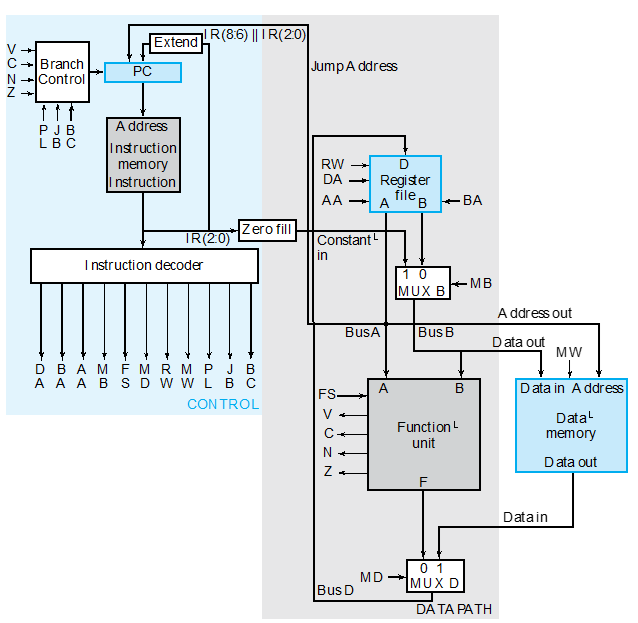 IR(8:6) || IR(2:0)
Extend
V
C
N
Z
Branch
Control
PC
Jump Address
P
L
J
B
B
C
Address
Instruction
memory
Instruction
RW
DA
AA
D
Register
file
A B
BA
IR(2:0)
Zero fill
Constant
in
Instruction decoder
1 0
MUX B
MB
Address out
Bus A
Bus B
Data out
MW
D
A
B
A
A
A
M
B
F
S
M
D
R
W
M
W
P
L
J
B
B
C
CONTROL
FS
V
C
N
Z
A B
Function
unit
F
Data in Address
Data
memory
Data out
Data in
MD
0 1
MUX D
Bus D
DATAPATH